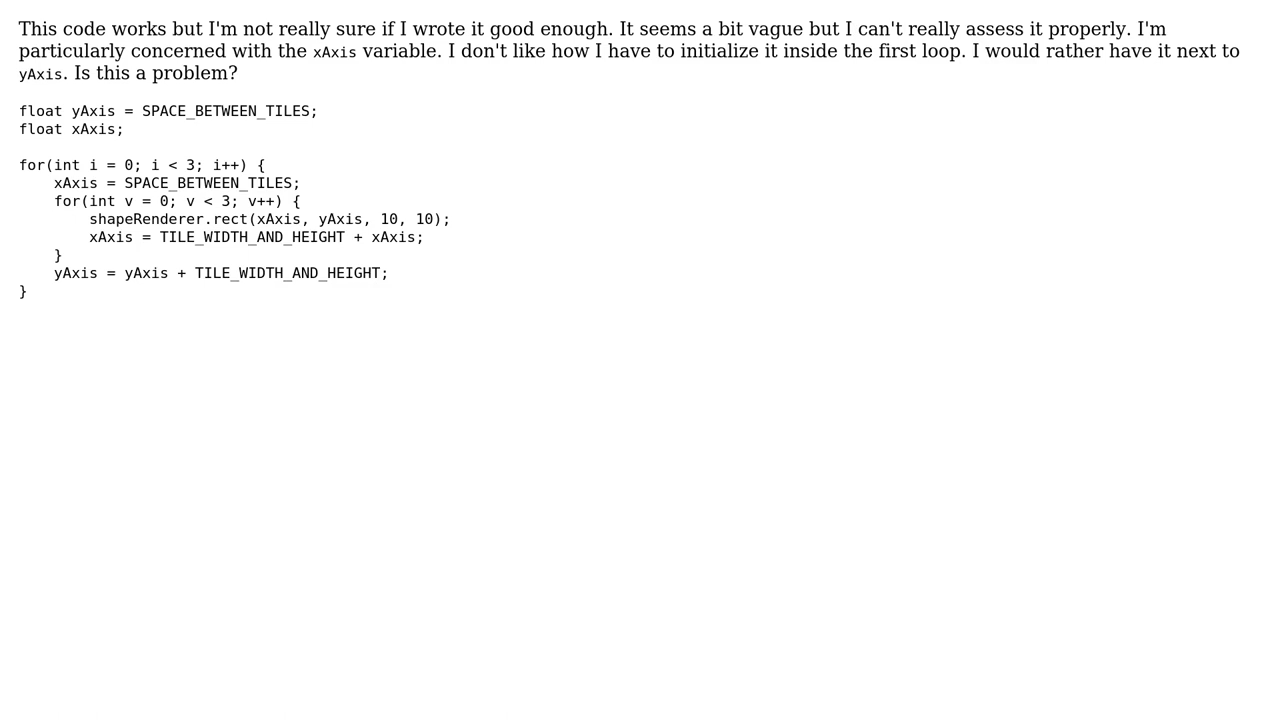 This code works but I'm not really sure if I wrote it good enough. It seems a bit vague but I can't really assess it properly. I'm
particularly concerned with the xAxis variable. I don't like how I have to initialize it inside the first loop. I would rather have it next to
yAxis. Is this a problem?
float yAxis = SPACE_BETWEEN_TILES;
float xAxis;
for(int i = 0; i < 3; i++) {
    xAxis = SPACE_BETWEEN_TILES;
    for(int v = 0; v < 3; v++) {
        shapeRenderer.rect(xAxis, yAxis, 10, 10);
        xAxis = TILE_WIDTH_AND_HEIGHT + xAxis;
    }
    yAxis = yAxis + TILE_WIDTH_AND_HEIGHT;
}